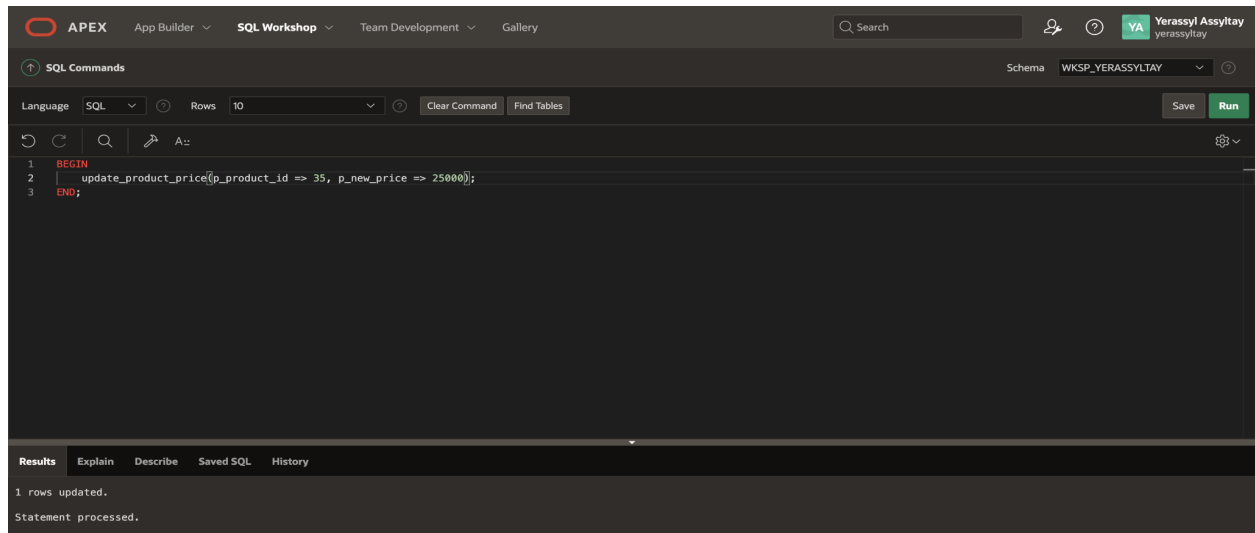 APEX App Builder SQL Workshop Team Development Gallery Search YA Yerassyl Assyltay
yerassyltay
SQL Commands Schema WKSP_YERASSYLTAY
Language SQL Rows 10 Clear Command Find Tables Save Run
A::
1 BEGIN
2 update_product_price(p_product_id => 35, p_new_price => 25000);
3 END;
Results Explain Describe Saved SQL History
1 rows updated.
Statement processed.